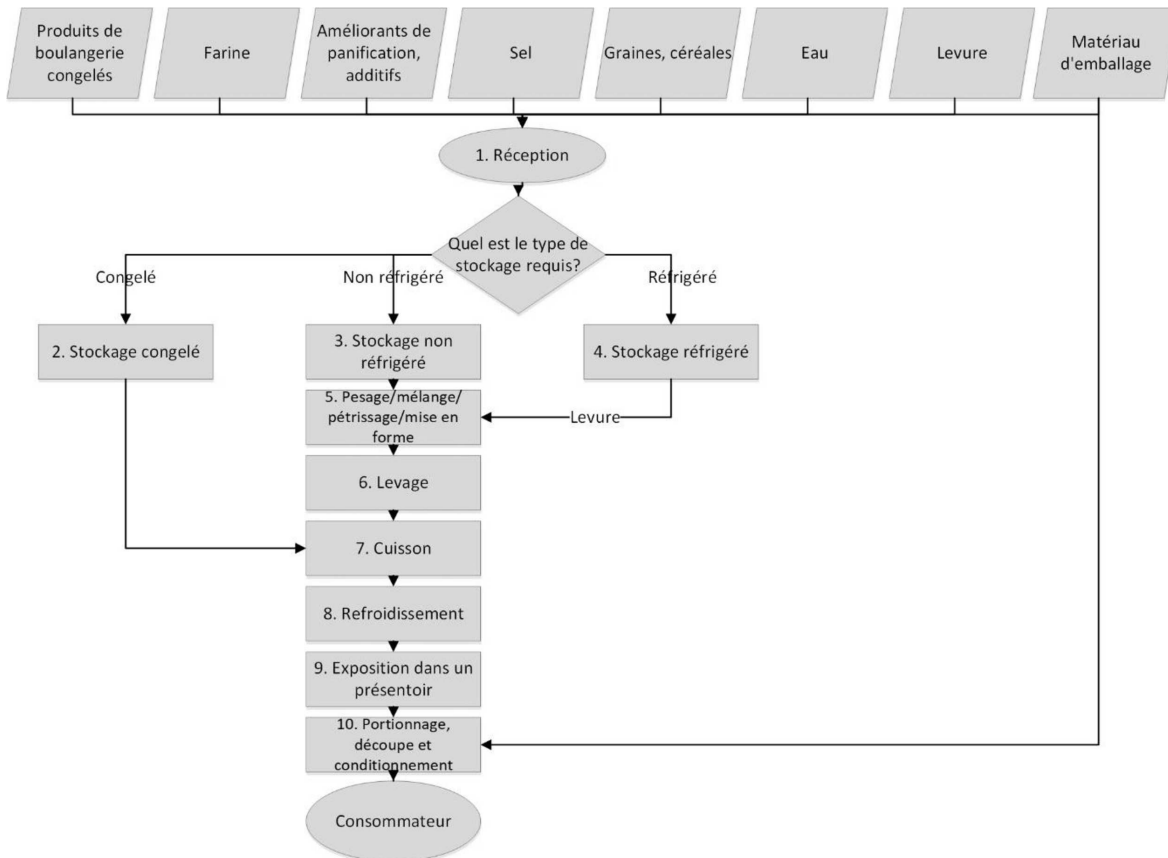 Produits de
boulangerie
congelés
Farine
Améliorants de
panification,
additifs
Sel
Graines, céréales
Eau
Levure
Matériau
d'emballage
1. Réception
Quel est le type de
stockage requis?
Congelé
Non réfrigéré
Réfrigéré
2. Stockage congelé
3. Stockage non
réfrigéré
4. Stockage réfrigéré
5. Pesage/mélange/
pétrissage/mise en
forme
Levure
6. Levage
7. Cuisson
8. Refroidissement
9. Exposition dans un
présentoir
10. Portionnage,
découpe et
conditionnement
Consommateur